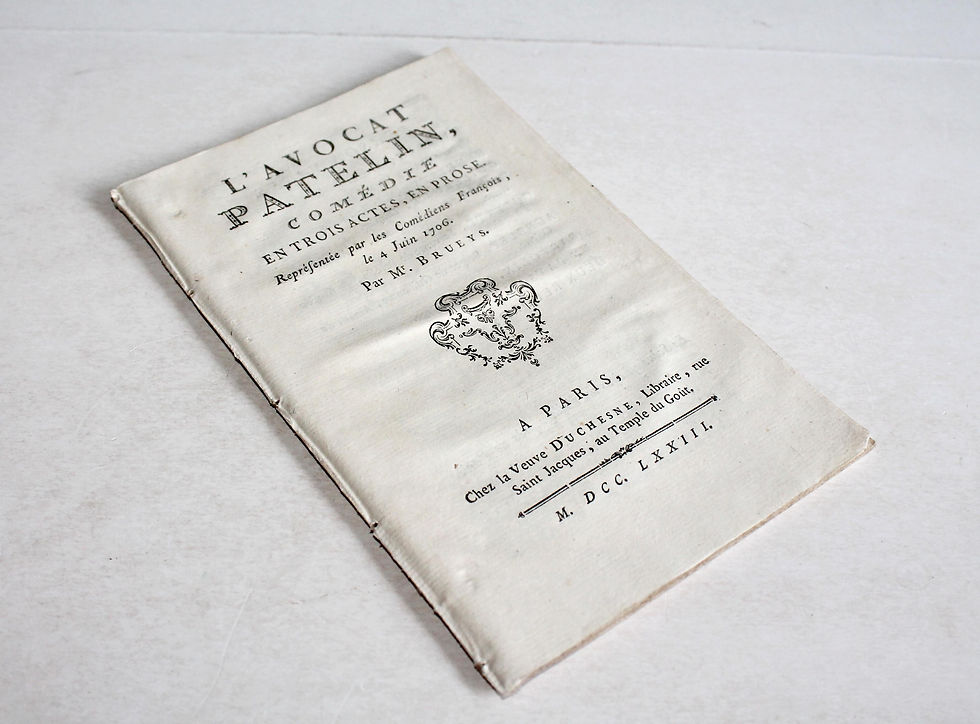 L'AVOCAT
PATELIN,
COMÉDIE
EN TROIS ACTES, EN PROSE.
Repréſentée par les Comédiens François,
le 4 Juin 1706.
Par Mr. BRUEYS.
A PARIS,
Chez la Veuve DUCHESNE, Libraire, rue
Saint Jacques, au Temple du Goût.
M. DCC. LXXIII.